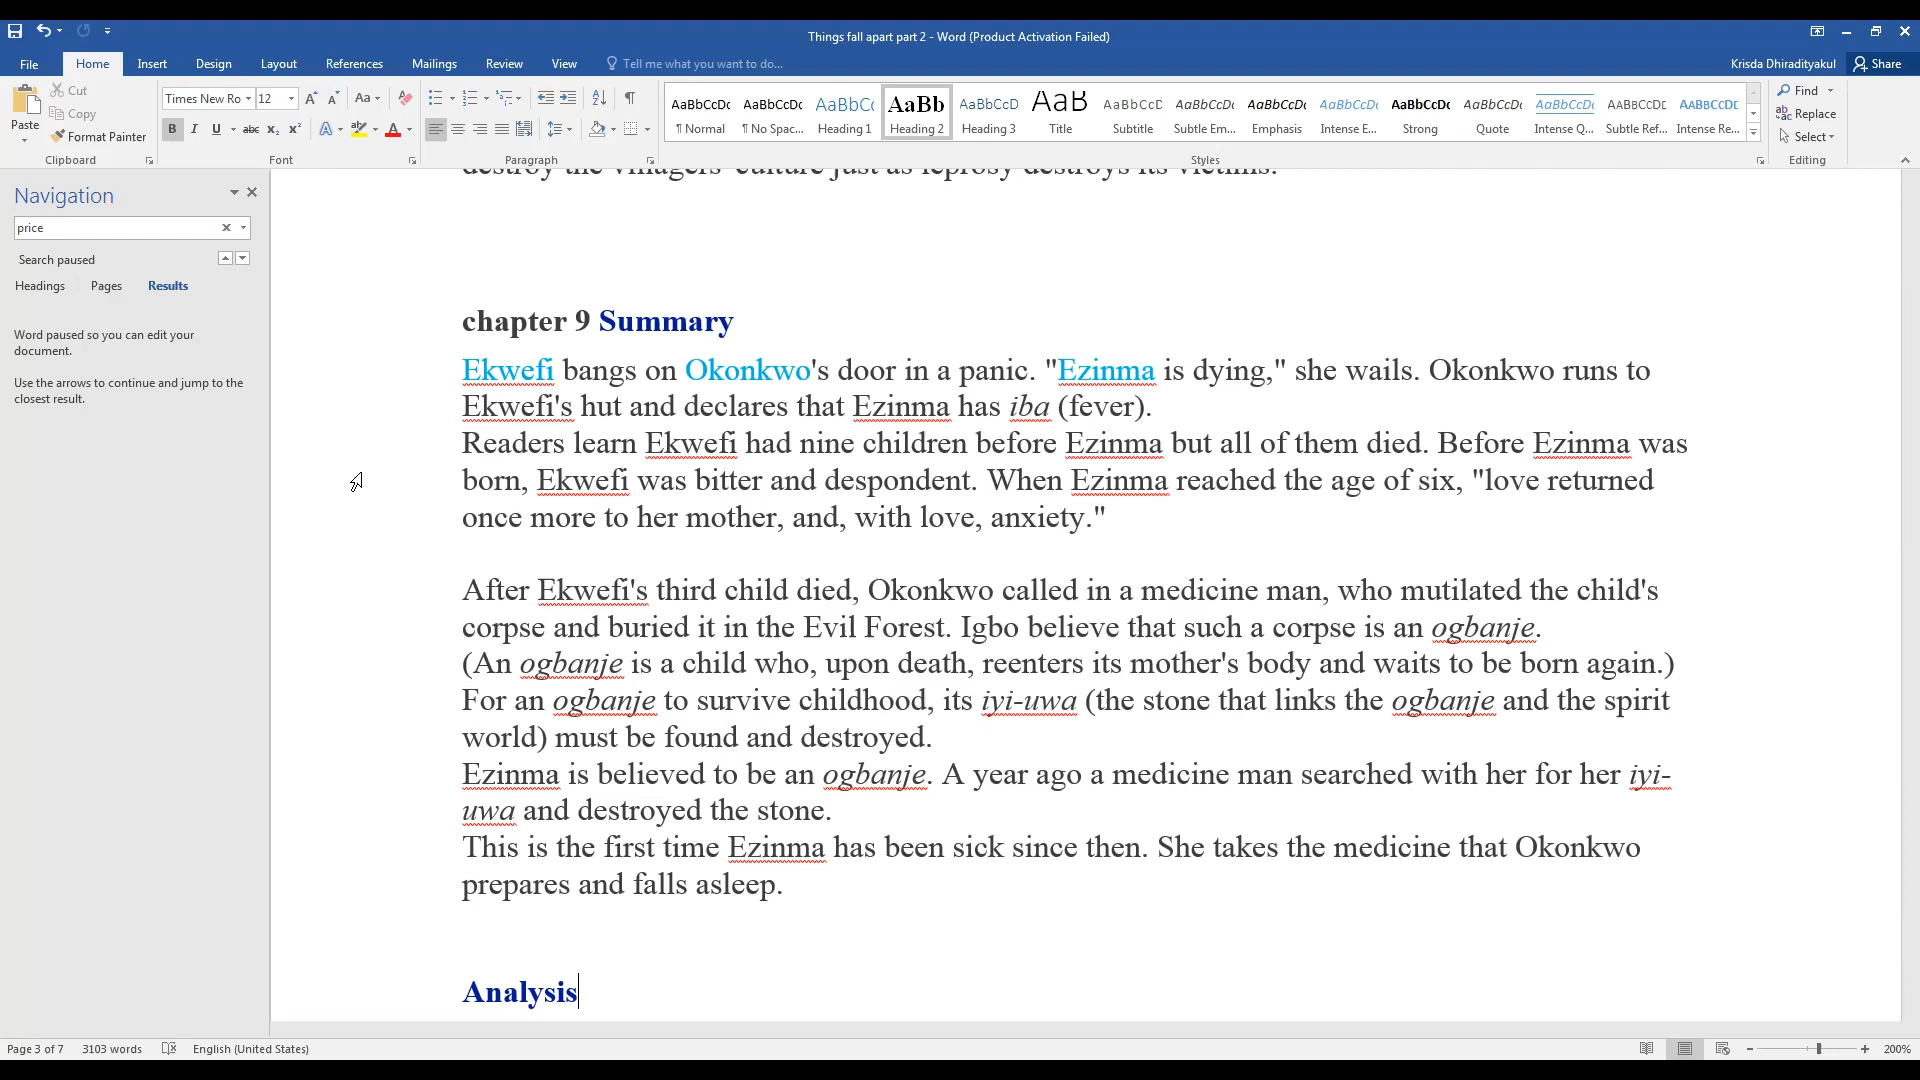 Things fall apart part 2 - Word (Product Activation Failed)
File Home Insert Design Layout References Mailings Review View Tell me what you want to do... Krisda Dhiradityakul Share
Paste
Cut
Copy
Format Painter
Clipboard
Times New Ro 12
Font
Paragraph
AaBbCcDc AaBbCcDc AaBbCc AaBb AaBbCcD AaB AaBbCcD AaBbCcDc AaBbCcDc AaBbCcDc AaBbCcDc AaBbCcDc AaBbCcDc AABBCCDE AABBCCDE
¶ Normal ¶ No Spac... Heading 1 Heading 2 Heading 3 Title Subtitle Subtle Em... Emphasis Intense E... Strong Quote Intense Q... Subtle Ref... Intense Re...
Styles
Find
Replace
Select
Editing
Navigation
price
Search paused
Headings Pages Results
Word paused so you can edit your
document.
Use the arrows to continue and jump to the
closest result.
destroy the villagers' culture just as leprosy destroys its victims.
chapter 9 Summary
Ekwefi bangs on Okonkwo's door in a panic. "Ezinma is dying," she wails. Okonkwo runs to
Ekwefi's hut and declares that Ezinma has iba (fever).
Readers learn Ekwefi had nine children before Ezinma but all of them died. Before Ezinma was
born, Ekwefi was bitter and despondent. When Ezinma reached the age of six, "love returned
once more to her mother, and, with love, anxiety."
After Ekwefi's third child died, Okonkwo called in a medicine man, who mutilated the child's
corpse and buried it in the Evil Forest. Igbo believe that such a corpse is an ogbanje.
(An ogbanje is a child who, upon death, reenters its mother's body and waits to be born again.)
For an ogbanje to survive childhood, its iyi-uwa (the stone that links the ogbanje and the spirit
world) must be found and destroyed.
Ezinma is believed to be an ogbanje. A year ago a medicine man searched with her for her iyi-
uwa and destroyed the stone.
This is the first time Ezinma has been sick since then. She takes the medicine that Okonkwo
prepares and falls asleep.
Analysis
Page 3 of 7 3103 words English (United States) 200%